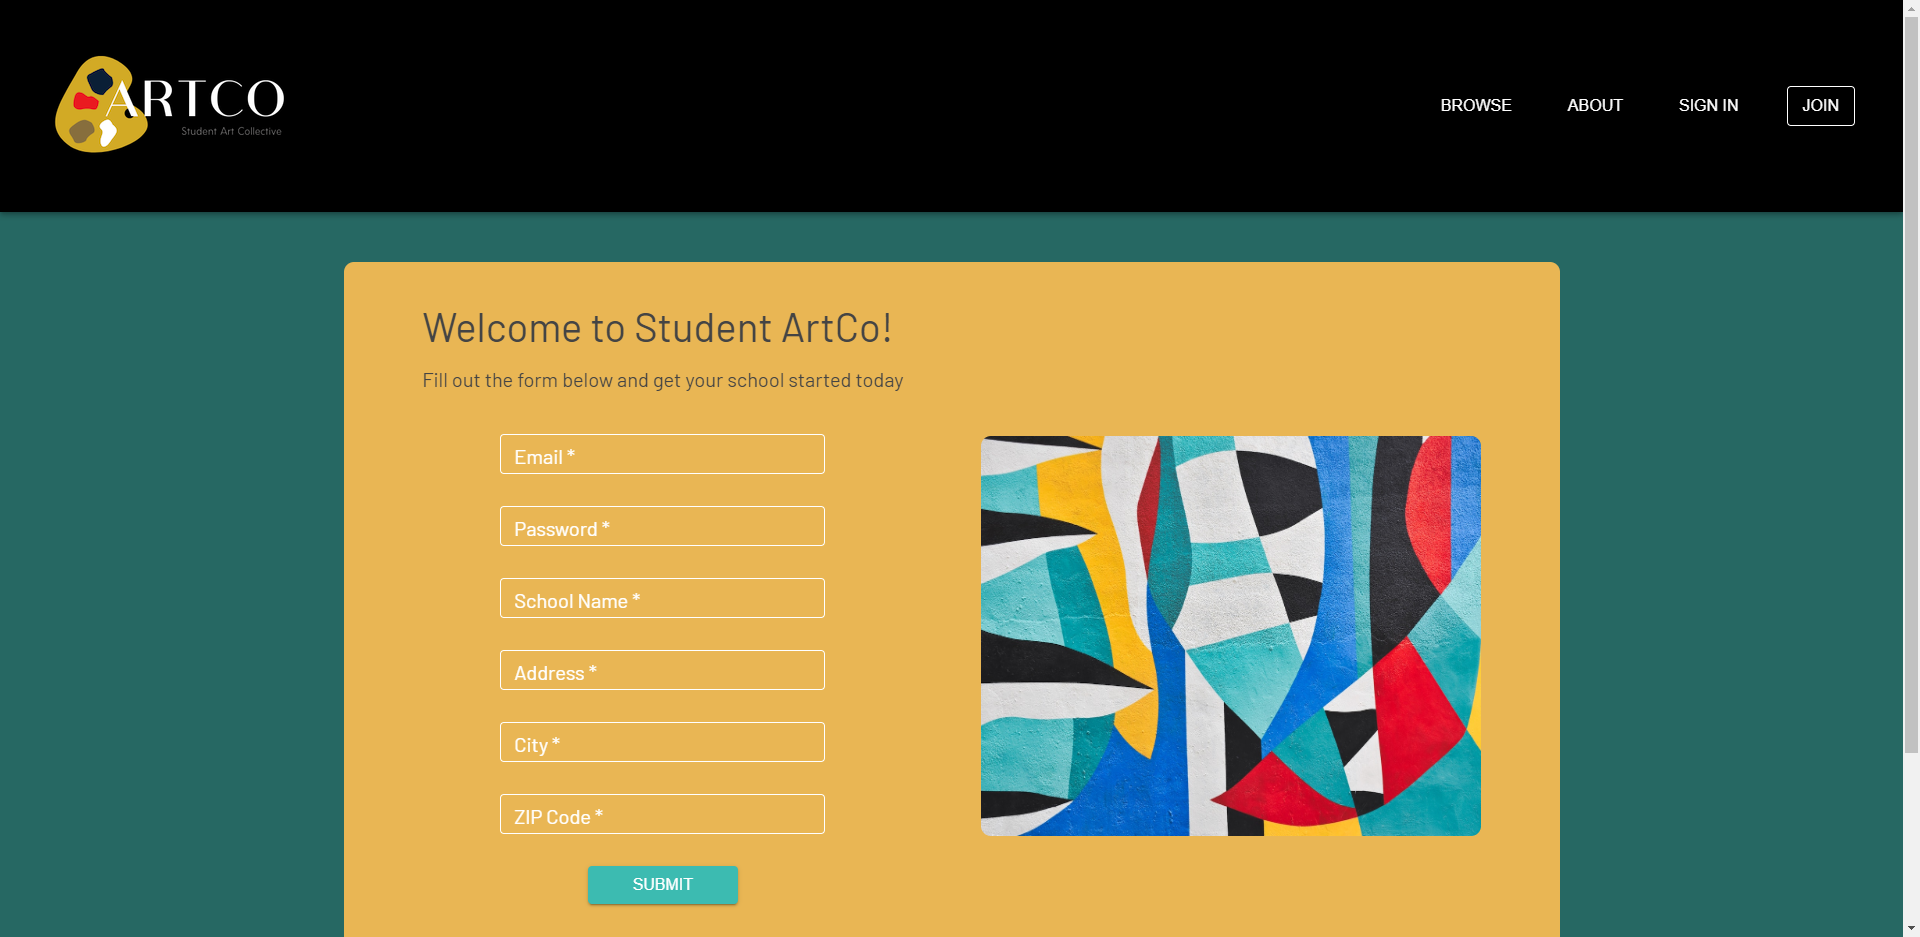 ARTCO
Student Art Collective
BROWSE
ABOUT
SIGN IN
JOIN
Welcome to Student ArtCo!
Fill out the form below and get your school started today
Email *
Password *
School Name *
Address *
City *
ZIP Code *
SUBMIT